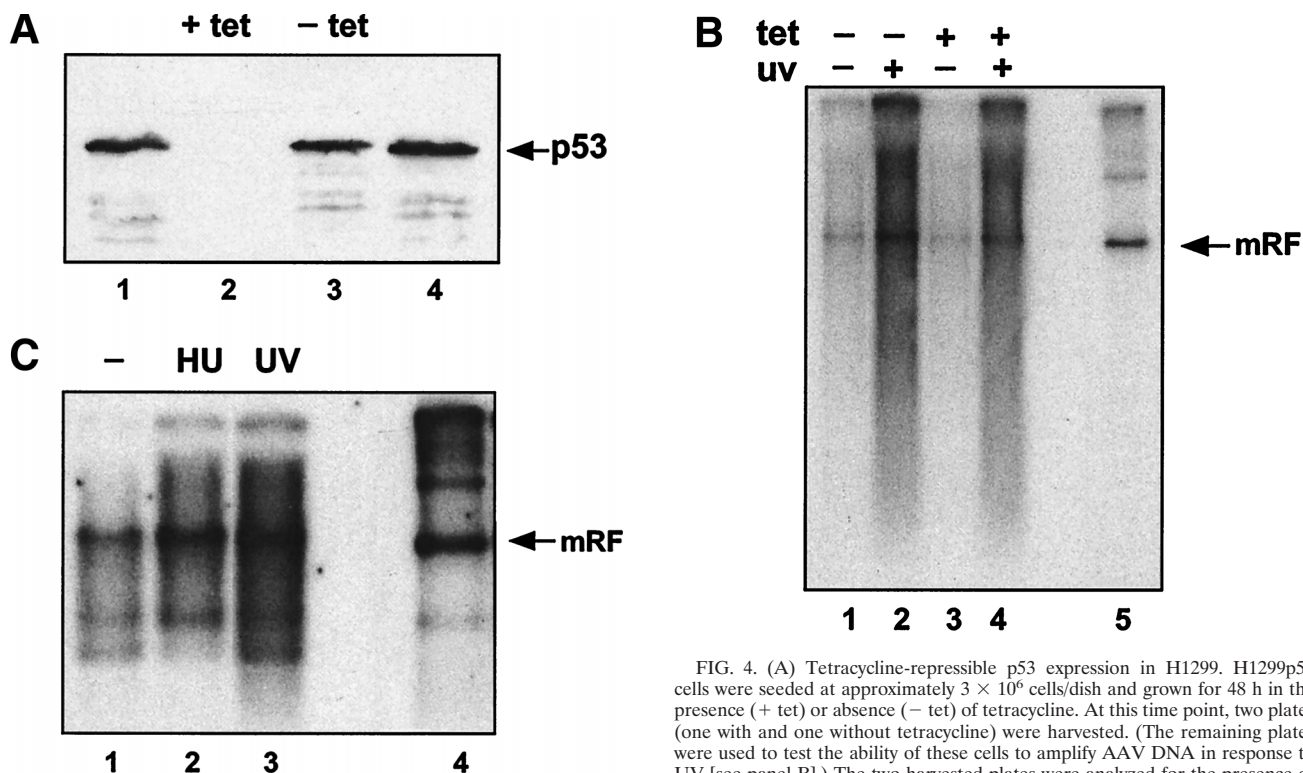 A
+ tet – tet
p53
1 2 3 4
B
tet – – + +
uv – + – +
mRF
1 2 3 4 5
C
– HU UV
mRF
1 2 3 4
FIG. 4. (A) Tetracycline-repressible p53 expression in H1299. H1299p5
cells were seeded at approximately 3 × 10⁶ cells/dish and grown for 48 h in th
presence (+ tet) or absence (− tet) of tetracycline. At this time point, two plate
(one with and one without tetracycline) were harvested. (The remaining plate
were used to test the ability of these cells to amplify AAV DNA in response t
UV [see panel B].) The two harvested plates were analyzed for the presence o